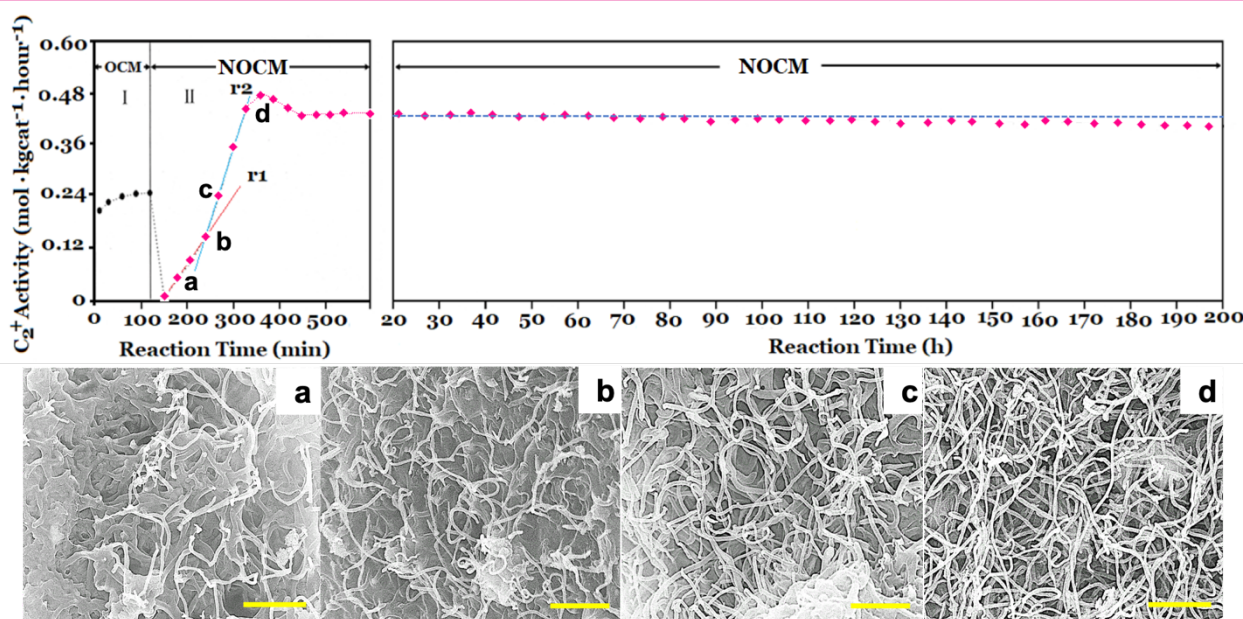 C₂⁺ Activity (mol·kgcat⁻¹·hour⁻¹)
0.60
0.48
0.36
0.24
0.12
0
OCM
NOCM
I
II
r2
d
c
r1
b
a
0 100 200 300 400 500
Reaction Time (min)
NOCM
20 30 40 50 60 70 80 90 100 110 120 130 140 150 160 170 180 190 200
Reaction Time (h)
a
b
c
d